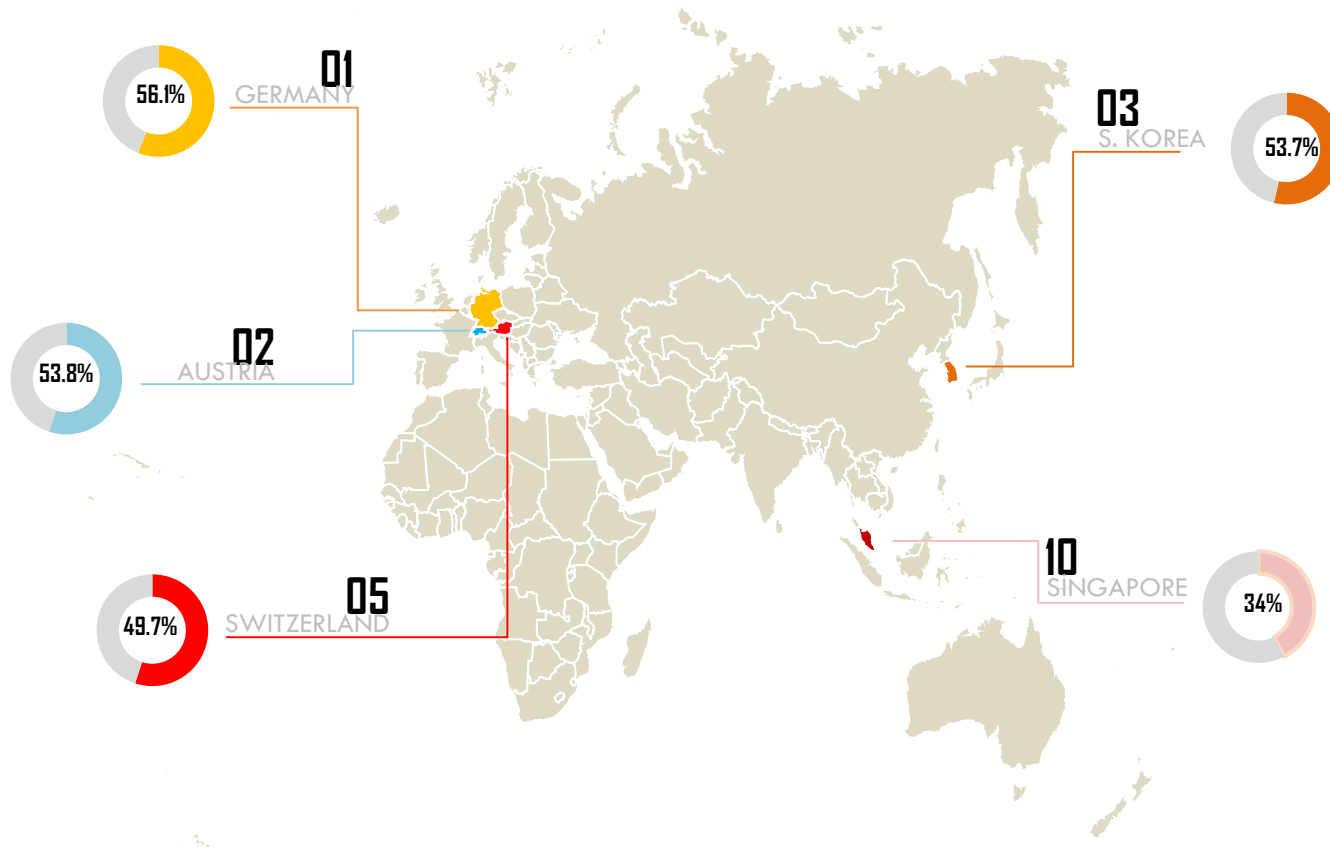 01
GERMANY
56.1%
02
AUSTRIA
53.8%
03
S. KOREA
53.7%
05
SWITZERLAND
49.7%
10
SINGAPORE
34%